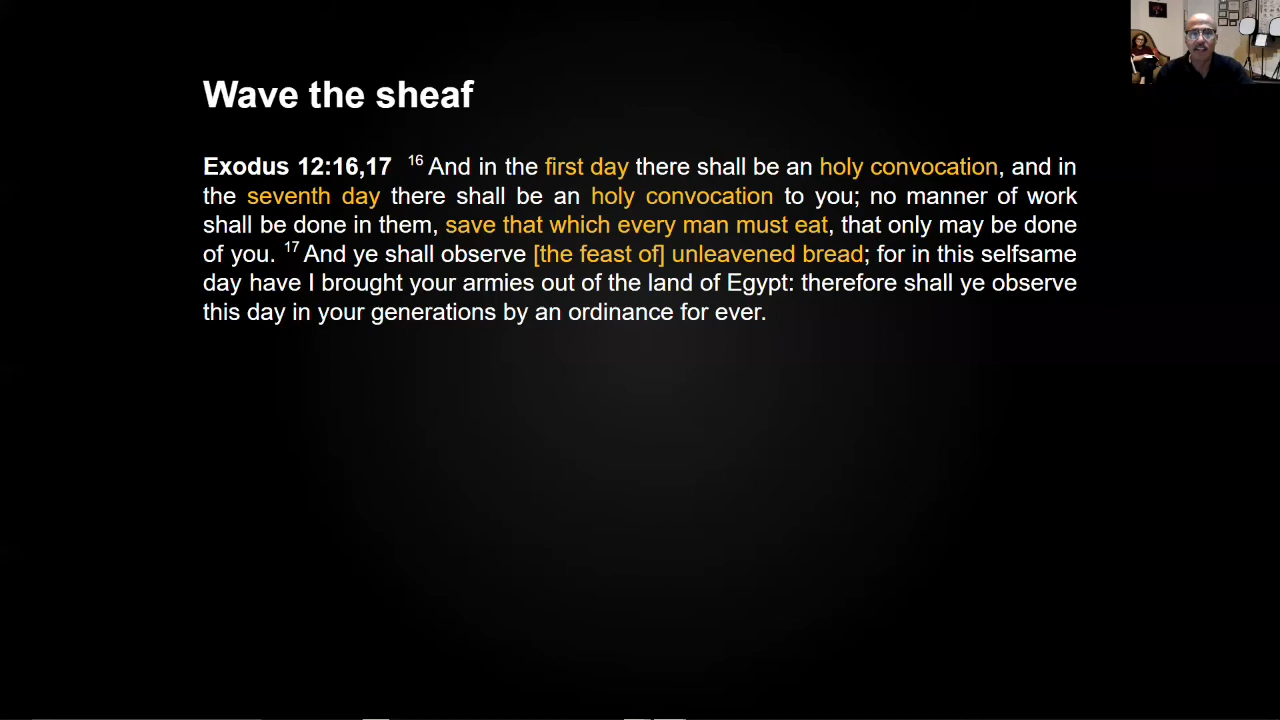 Wave the sheaf
Exodus 12:16,17 16 And in the first day there shall be an holy convocation, and in
the seventh day there shall be an holy convocation to you; no manner of work
shall be done in them, save that which every man must eat, that only may be done
of you. 17 And ye shall observe [the feast of] unleavened bread; for in this selfsame
day have I brought your armies out of the land of Egypt: therefore shall ye observe
this day in your generations by an ordinance for ever.